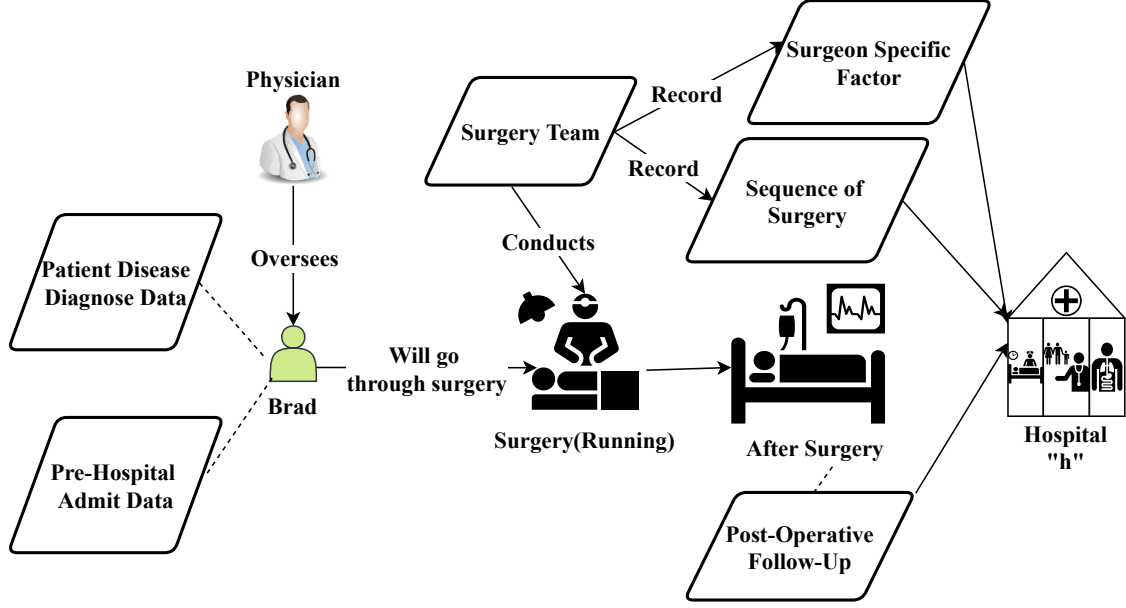 Physician
Oversees
Patient Disease
Diagnose Data
Brad
Pre-Hospital
Admit Data
Will go
through surgery
Surgery Team
Conducts
Record
Record
Surgeon Specific
Factor
Sequence of
Surgery
Surgery(Running)
After Surgery
Post-Operative
Follow-Up
Hospital
"h"